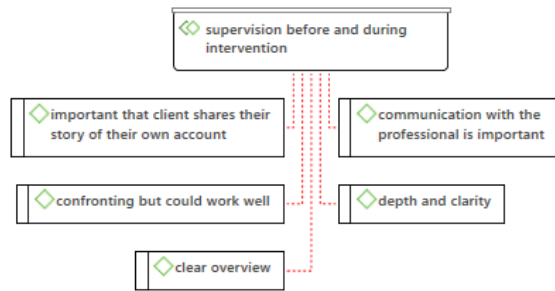 supervision before and during
intervention
important that client shares their
story of their own account
communication with the
professional is important
confronting but could work well
depth and clarity
clear overview